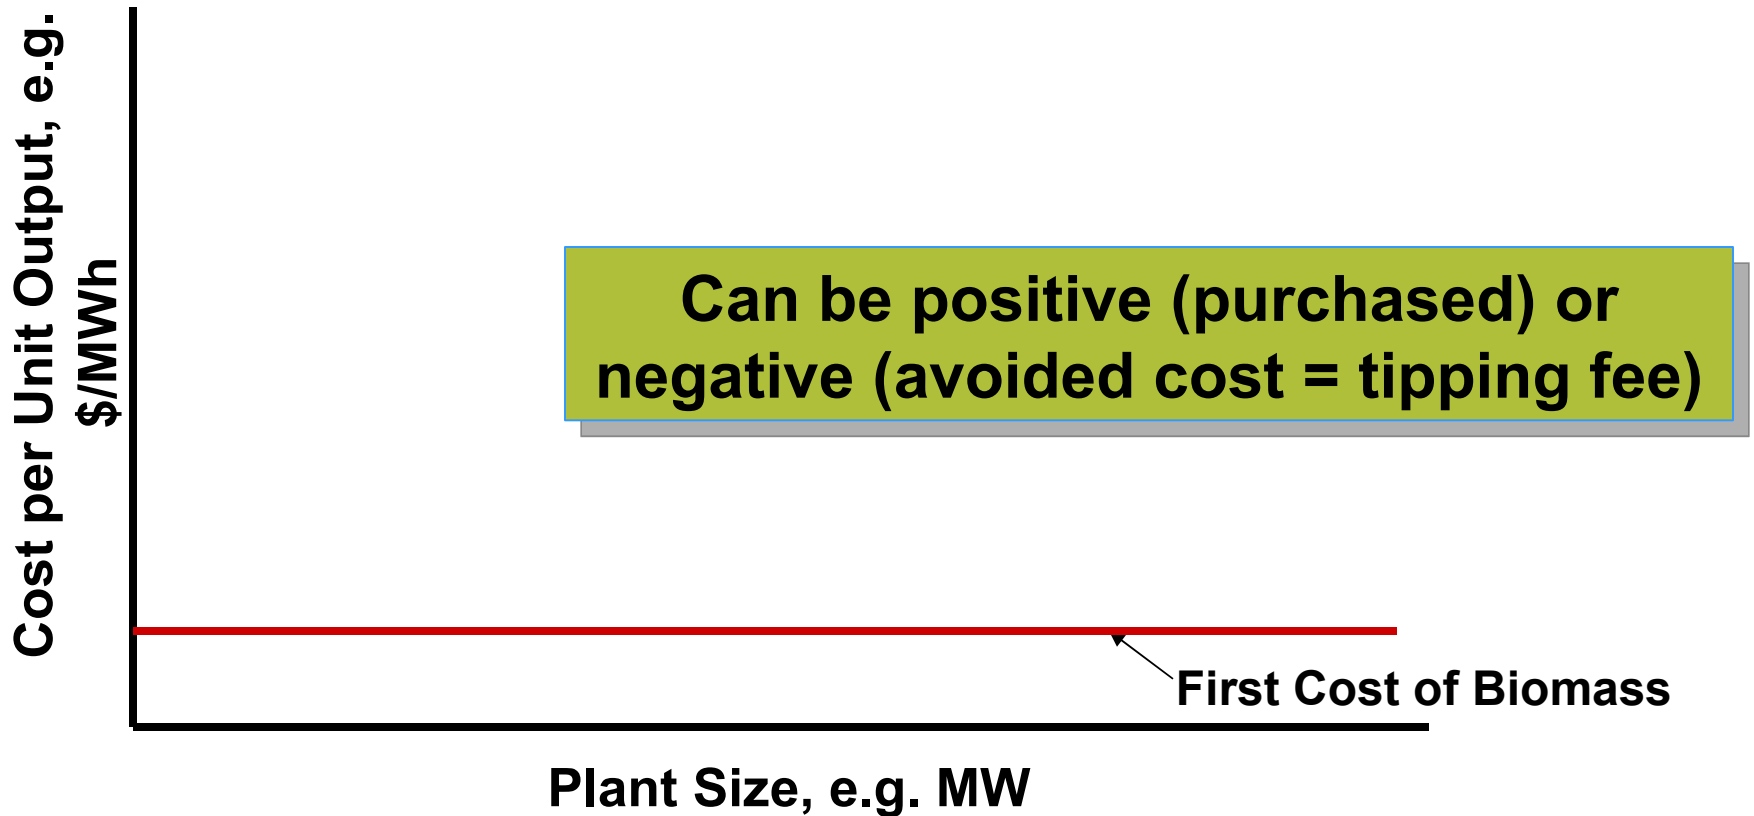 Cost per Unit Output, e.g.
$/MWh
Can be positive (purchased) or
negative (avoided cost = tipping fee)
First Cost of Biomass
Plant Size, e.g. MW